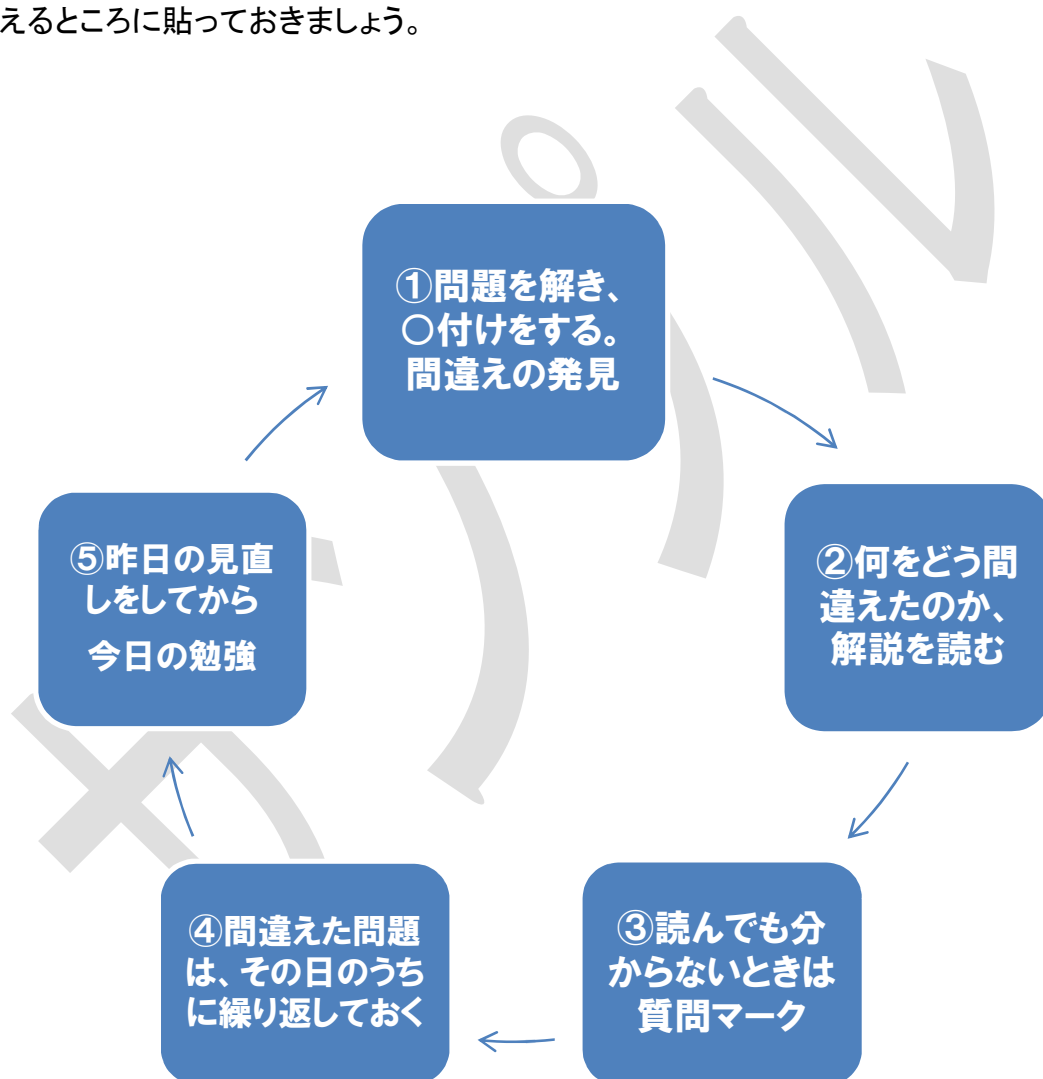 えるところに貼っておきましょう。
①問題を解き、
○付けをする。
間違えの発見
②何をどう間
違えたのか、
解説を読む
③読んでも分
からないときは
質問マーク
④間違えた問題
は、その日のうち
に繰り返しておく
⑤昨日の見直
しをしてから
今日の勉強
サンプル